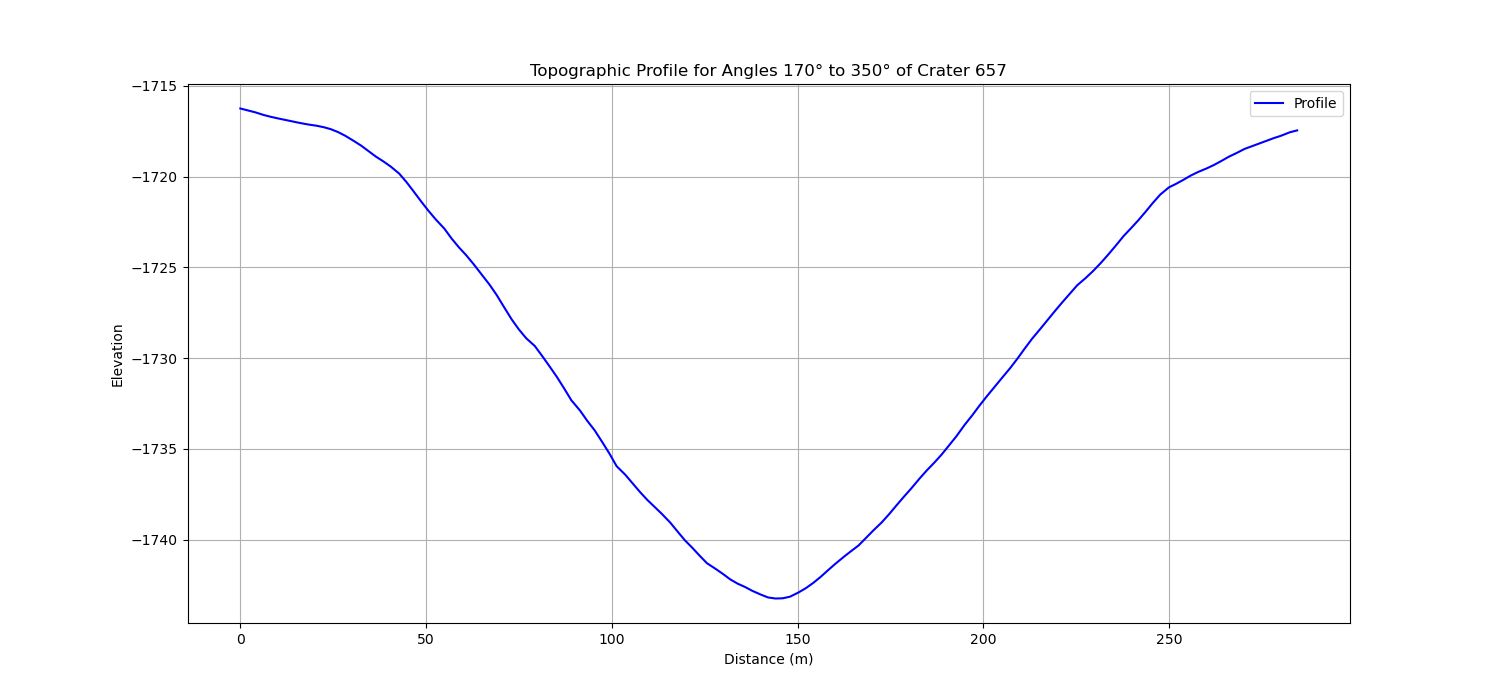 Topographic Profile for Angles 170° to 350° of Crater 657
Profile
−1715
−1720
−1725
−1730
−1735
−1740
Elevation
0 50 100 150 200 250
Distance (m)